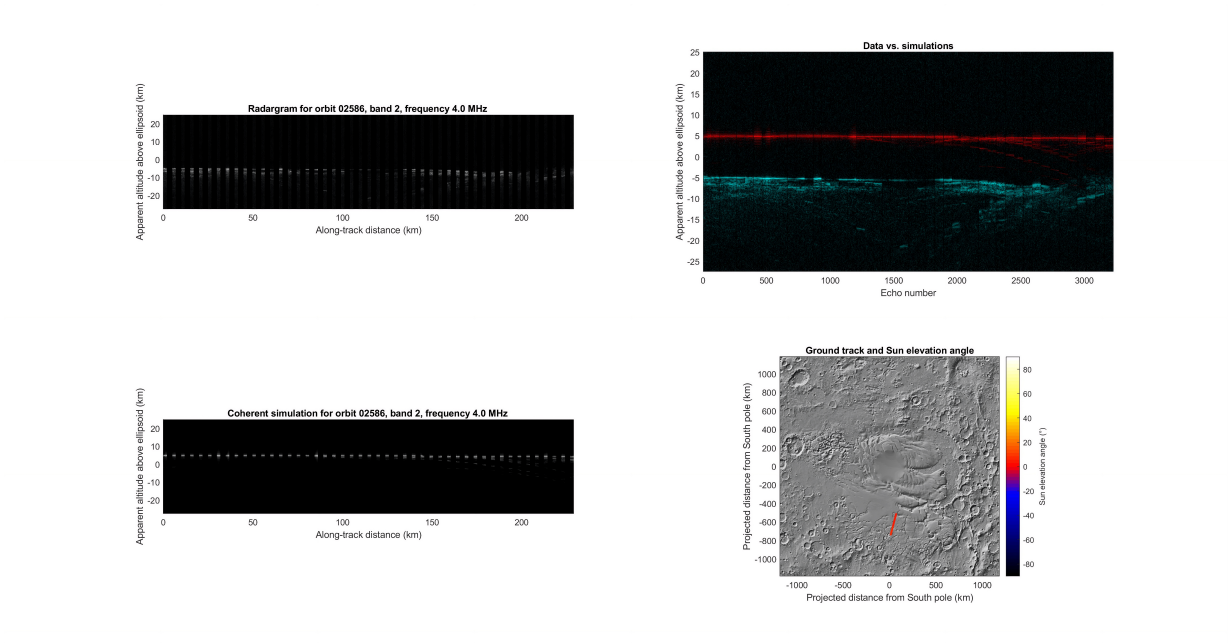 Radargram for orbit 02586, band 2, frequency 4.0 MHz
Apparent altitude above ellipsoid (km)
20
10
0
-10
-20
0 50 100 150 200
Along-track distance (km)
Data vs. simulations
Apparent altitude above ellipsoid (km)
25
20
15
10
5
0
-5
-10
-15
-20
-25
0 500 1000 1500 2000 2500 3000
Echo number
Coherent simulation for orbit 02586, band 2, frequency 4.0 MHz
Apparent altitude above ellipsoid (km)
20
10
0
-10
-20
0 50 100 150 200
Along-track distance (km)
Ground track and Sun elevation angle
Projected distance from South pole (km)
1000
800
600
400
200
0
-200
-400
-600
-800
-1000
-1000 -500 0 500 1000
Projected distance from South pole (km)
80
60
40
20
0
-20
-40
-60
-80
Sun elevation angle (°)